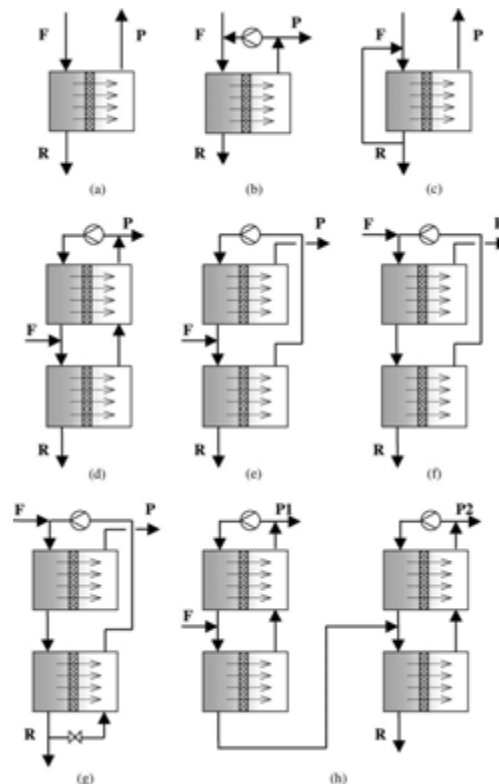 F P F P F P
R R R
(a) (b) (c)
P P F P
F F
R R R
(d) (e) (f)
F P P1 P2
F
R R
(g) (h)